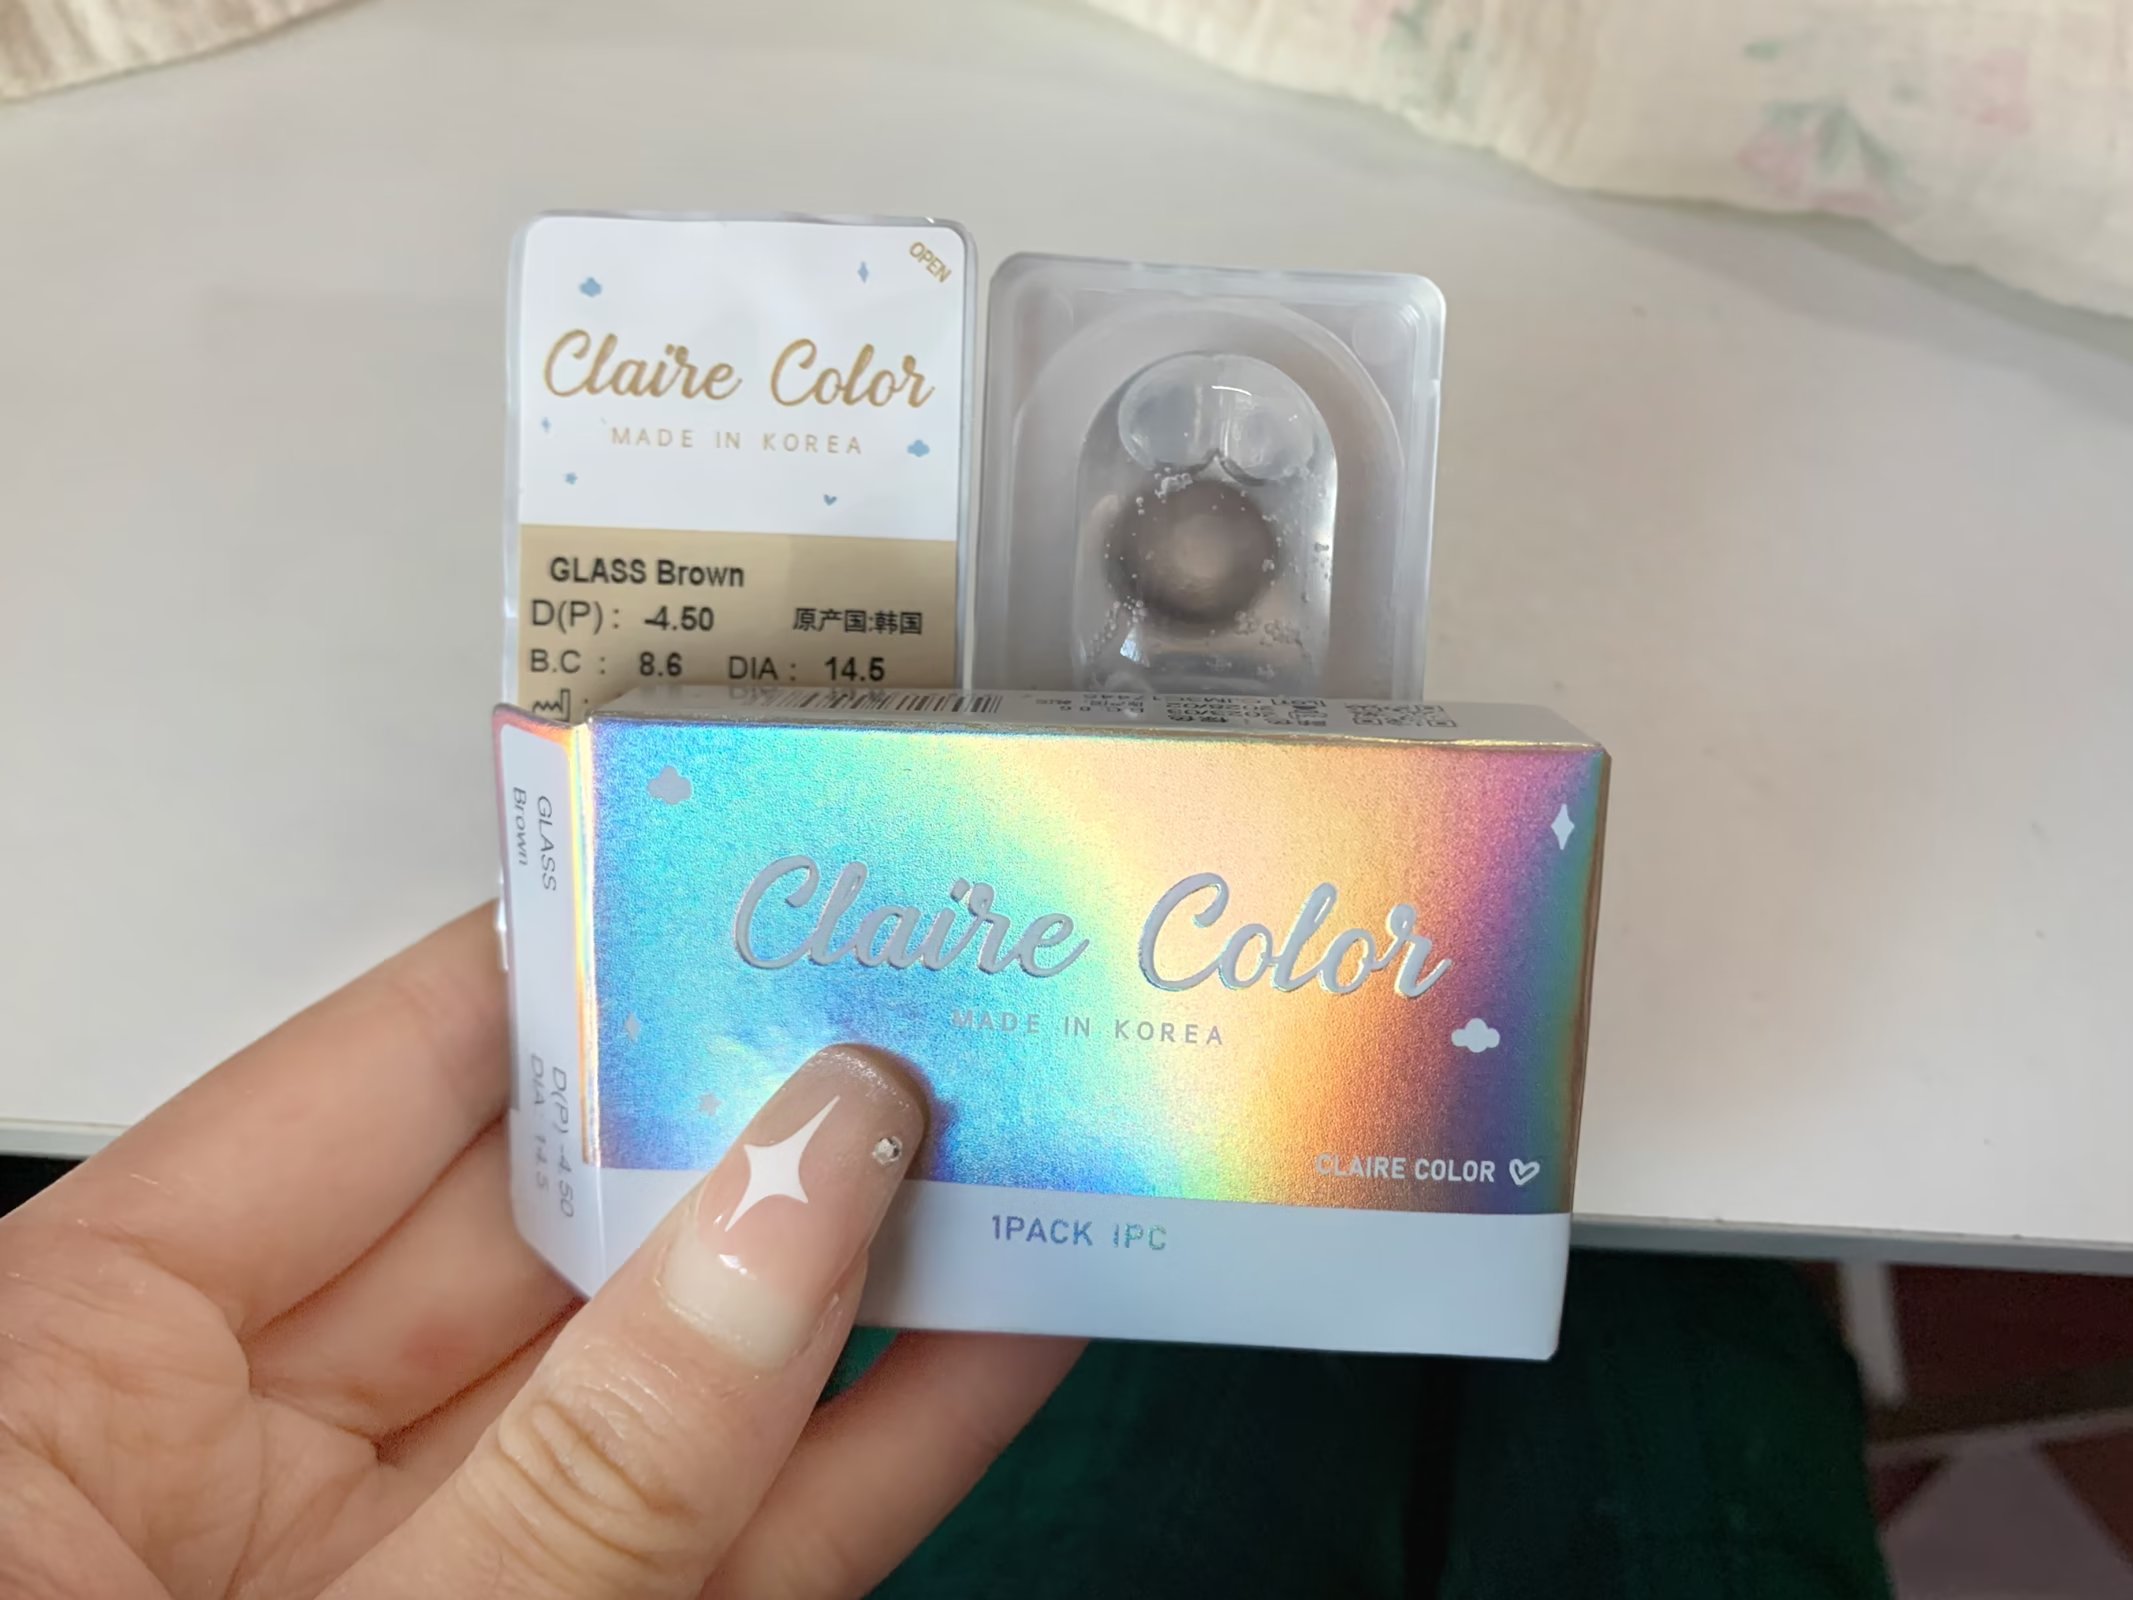 OPEN
Claire Color
MADE IN KOREA
GLASS Brown
D(P) : -4.50 原产国:韩国
B.C : 8.6 DIA : 14.5
Claire Color
MADE IN KOREA
CLAIRE COLOR
1PACK 1PC
GLASS
Brown
D(P) -4.50
DIA 14.5